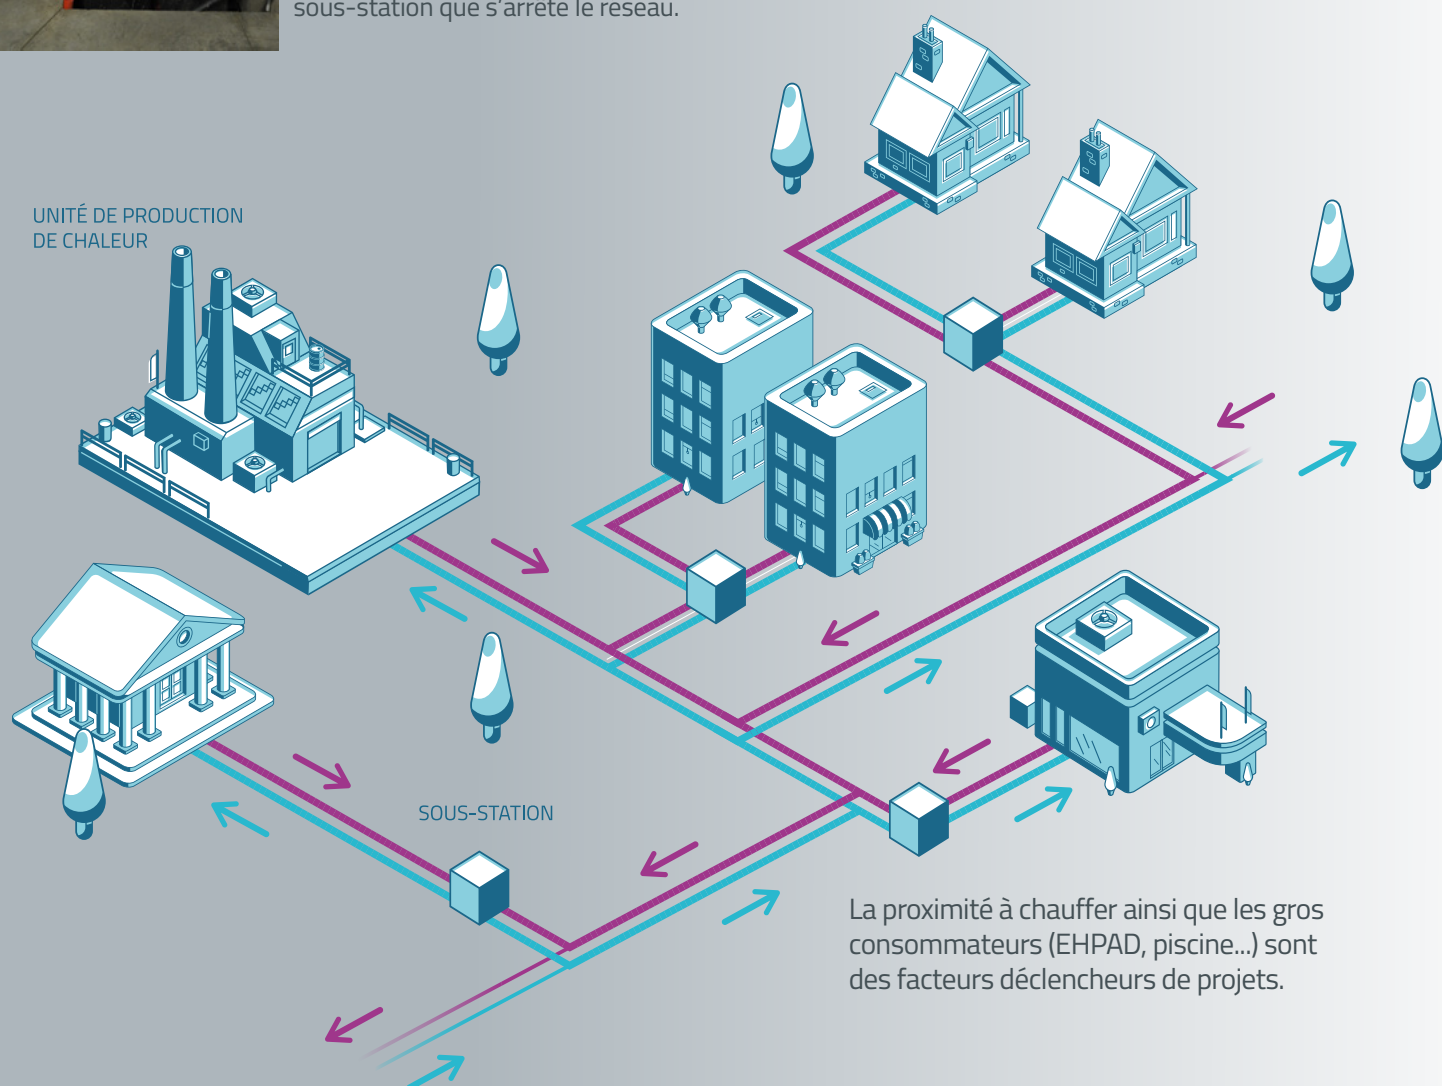 sous-station que s'arrête le réseau.
UNITÉ DE PRODUCTION
DE CHALEUR
SOUS-STATION
La proximité à chauffer ainsi que les gros
consommateurs (EHPAD, piscine...) sont
des facteurs déclencheurs de projets.